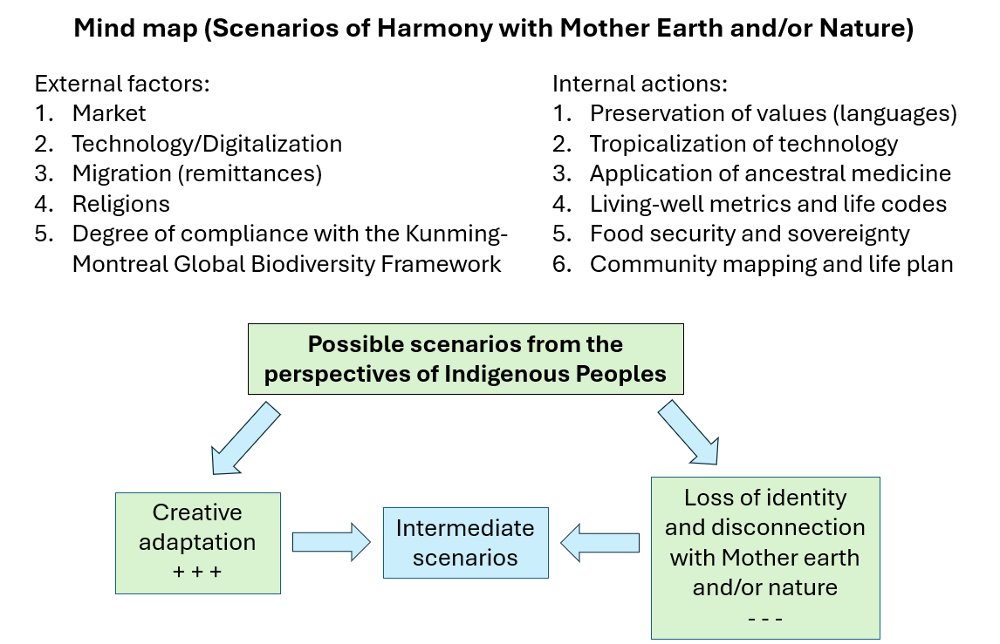 Mind map (Scenarios of Harmony with Mother Earth and/or Nature)
External factors:
1. Market
2. Technology/Digitalization
3. Migration (remittances)
4. Religions
5. Degree of compliance with the Kunming-
Montreal Global Biodiversity Framework
Internal actions:
1. Preservation of values (languages)
2. Tropicalization of technology
3. Application of ancestral medicine
4. Living-well metrics and life codes
5. Food security and sovereignty
6. Community mapping and life plan
Possible scenarios from the
perspectives of Indigenous Peoples
Creative
adaptation
+ + +
Intermediate
scenarios
Loss of identity
and disconnection
with Mother earth
and/or nature
- - -